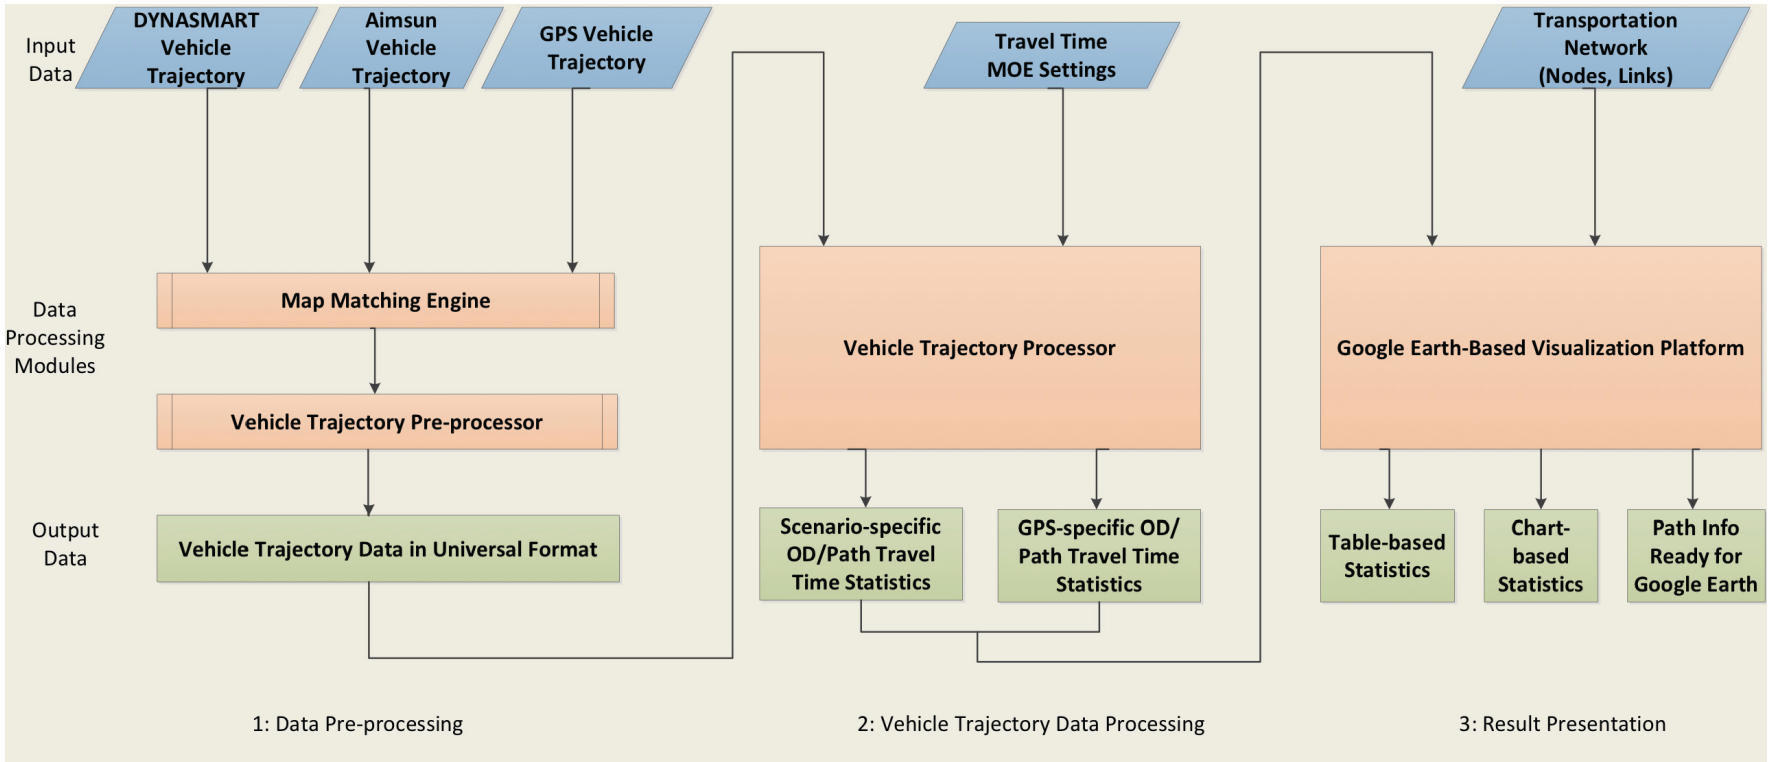 Input
Data
DYNASMART
Vehicle
Trajectory
Aimsun
Vehicle
Trajectory
GPS Vehicle
Trajectory
Travel Time
MOE Settings
Transportation
Network
(Nodes, Links)
Data
Processing
Modules
Map Matching Engine
Vehicle Trajectory Pre-processor
Vehicle Trajectory Processor
Google Earth-Based Visualization Platform
Output
Data
Vehicle Trajectory Data in Universal Format
Scenario-specific
OD/Path Travel
Time Statistics
GPS-specific OD/
Path Travel Time
Statistics
Table-based
Statistics
Chart-
based
Statistics
Path Info
Ready for
Google Earth
1: Data Pre-processing
2: Vehicle Trajectory Data Processing
3: Result Presentation